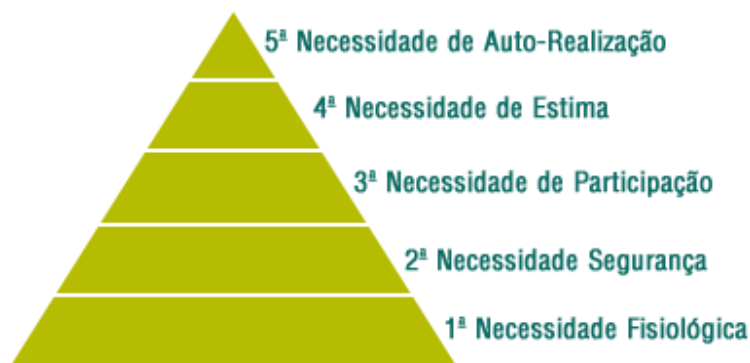 5ª Necessidade de Auto-Realização
4ª Necessidade de Estima
3ª Necessidade de Participação
2ª Necessidade Segurança
1ª Necessidade Fisiológica